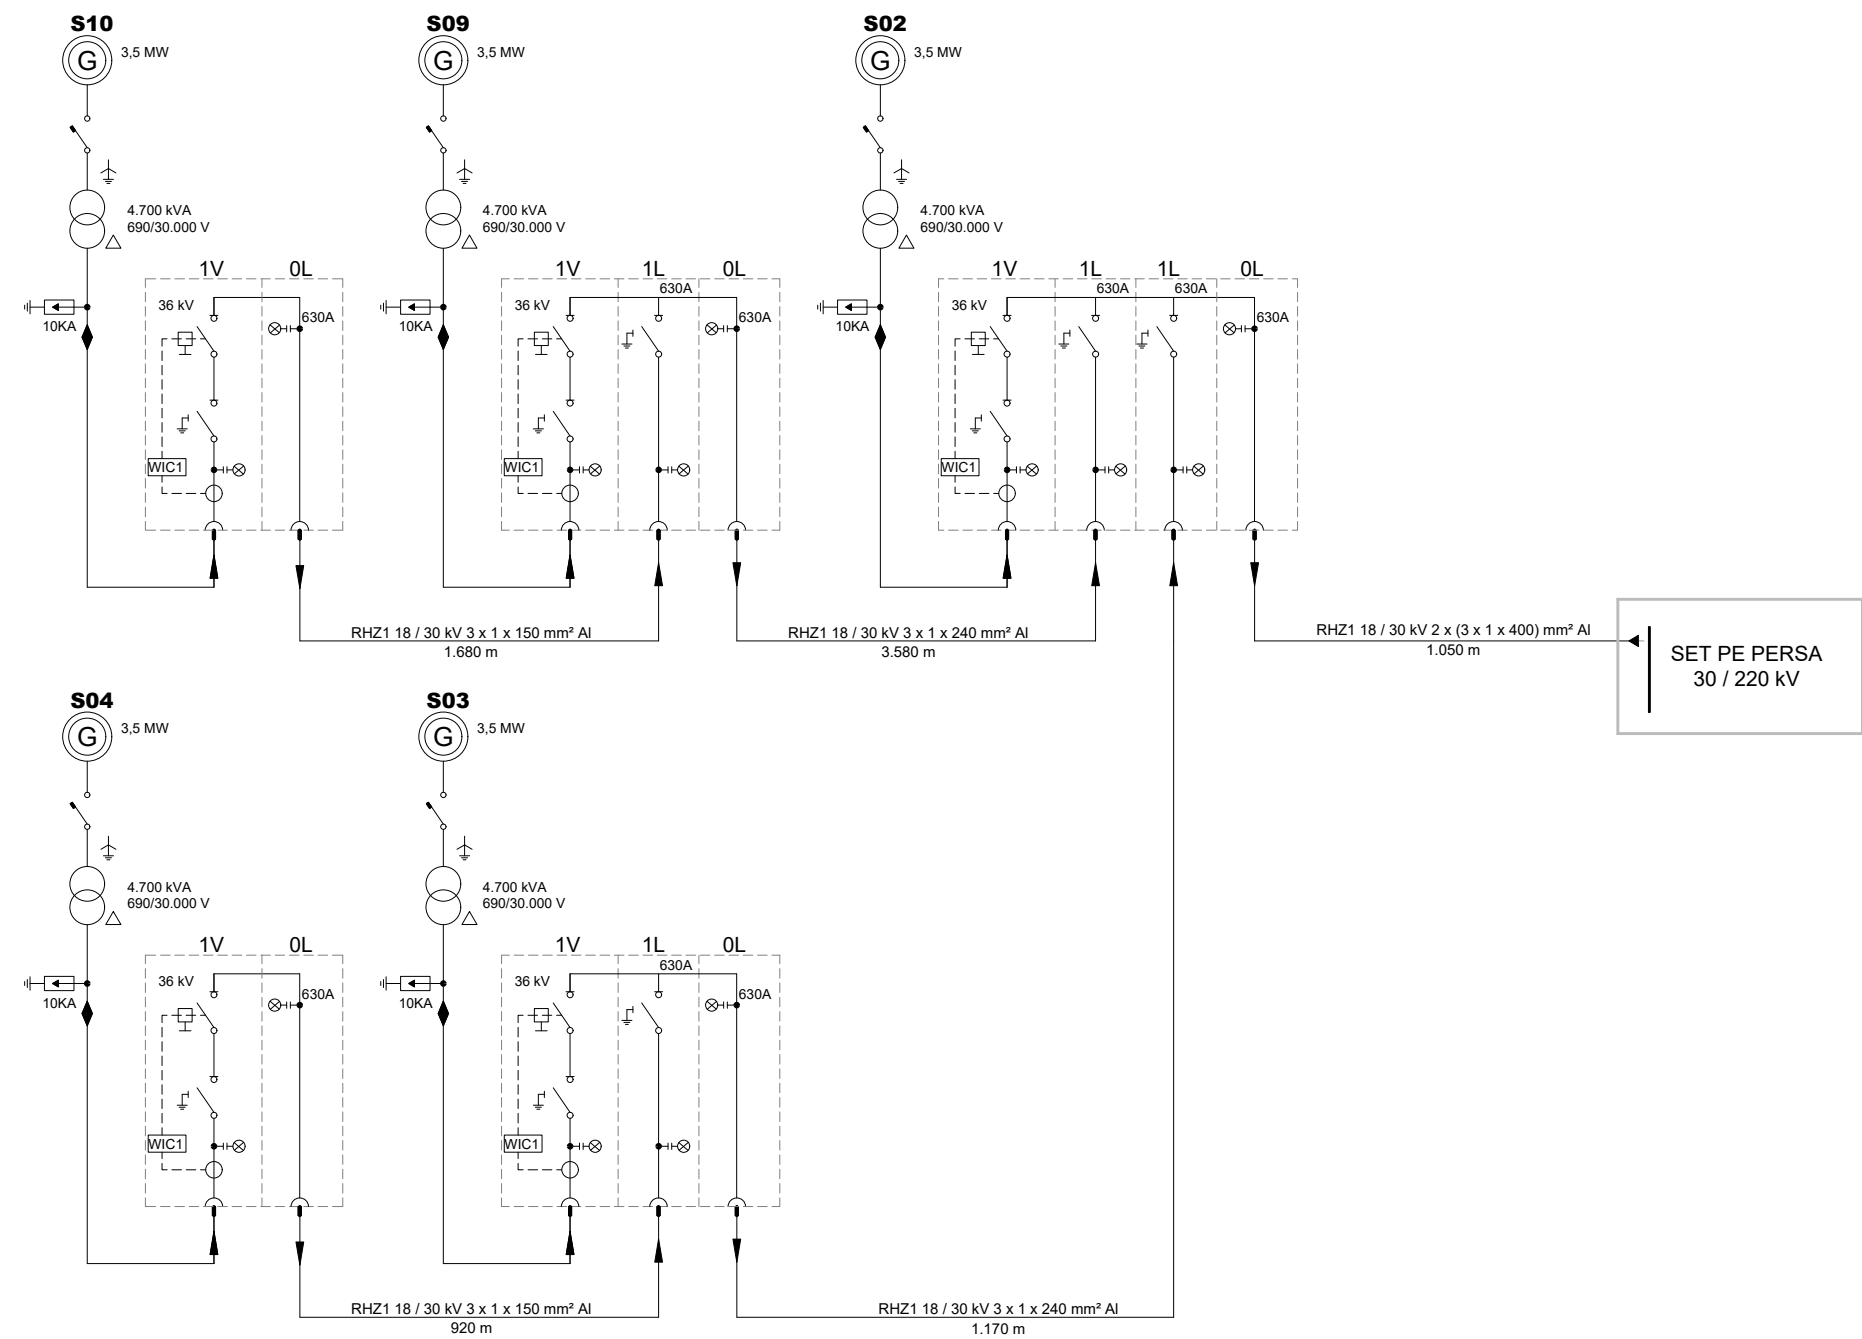 S10
S09
S02
G
3,5 MW
G
3,5 MW
G
3,5 MW
4.700 kVA
690/30.000 V
4.700 kVA
690/30.000 V
4.700 kVA
690/30.000 V
1V
0L
1V
1L
0L
1V
1L
1L
0L
630A
630A
630A
36 kV
36 kV
36 kV
10KA
630A
10KA
630A
10KA
630A
WIC1
WIC1
WIC1
RHZ1 18 / 30 kV 3 x 1 x 150 mm² Al
1.680 m
RHZ1 18 / 30 kV 3 x 1 x 240 mm² Al
3.580 m
RHZ1 18 / 30 kV 2 x (3 x 1 x 400) mm² Al
1.050 m
SET PE PERSA
30 / 220 kV
S04
S03
G
3,5 MW
G
3,5 MW
4.700 kVA
690/30.000 V
4.700 kVA
690/30.000 V
1V
0L
1V
1L
0L
630A
36 kV
36 kV
10KA
630A
10KA
630A
WIC1
WIC1
RHZ1 18 / 30 kV 3 x 1 x 150 mm² Al
920 m
RHZ1 18 / 30 kV 3 x 1 x 240 mm² Al
1.170 m